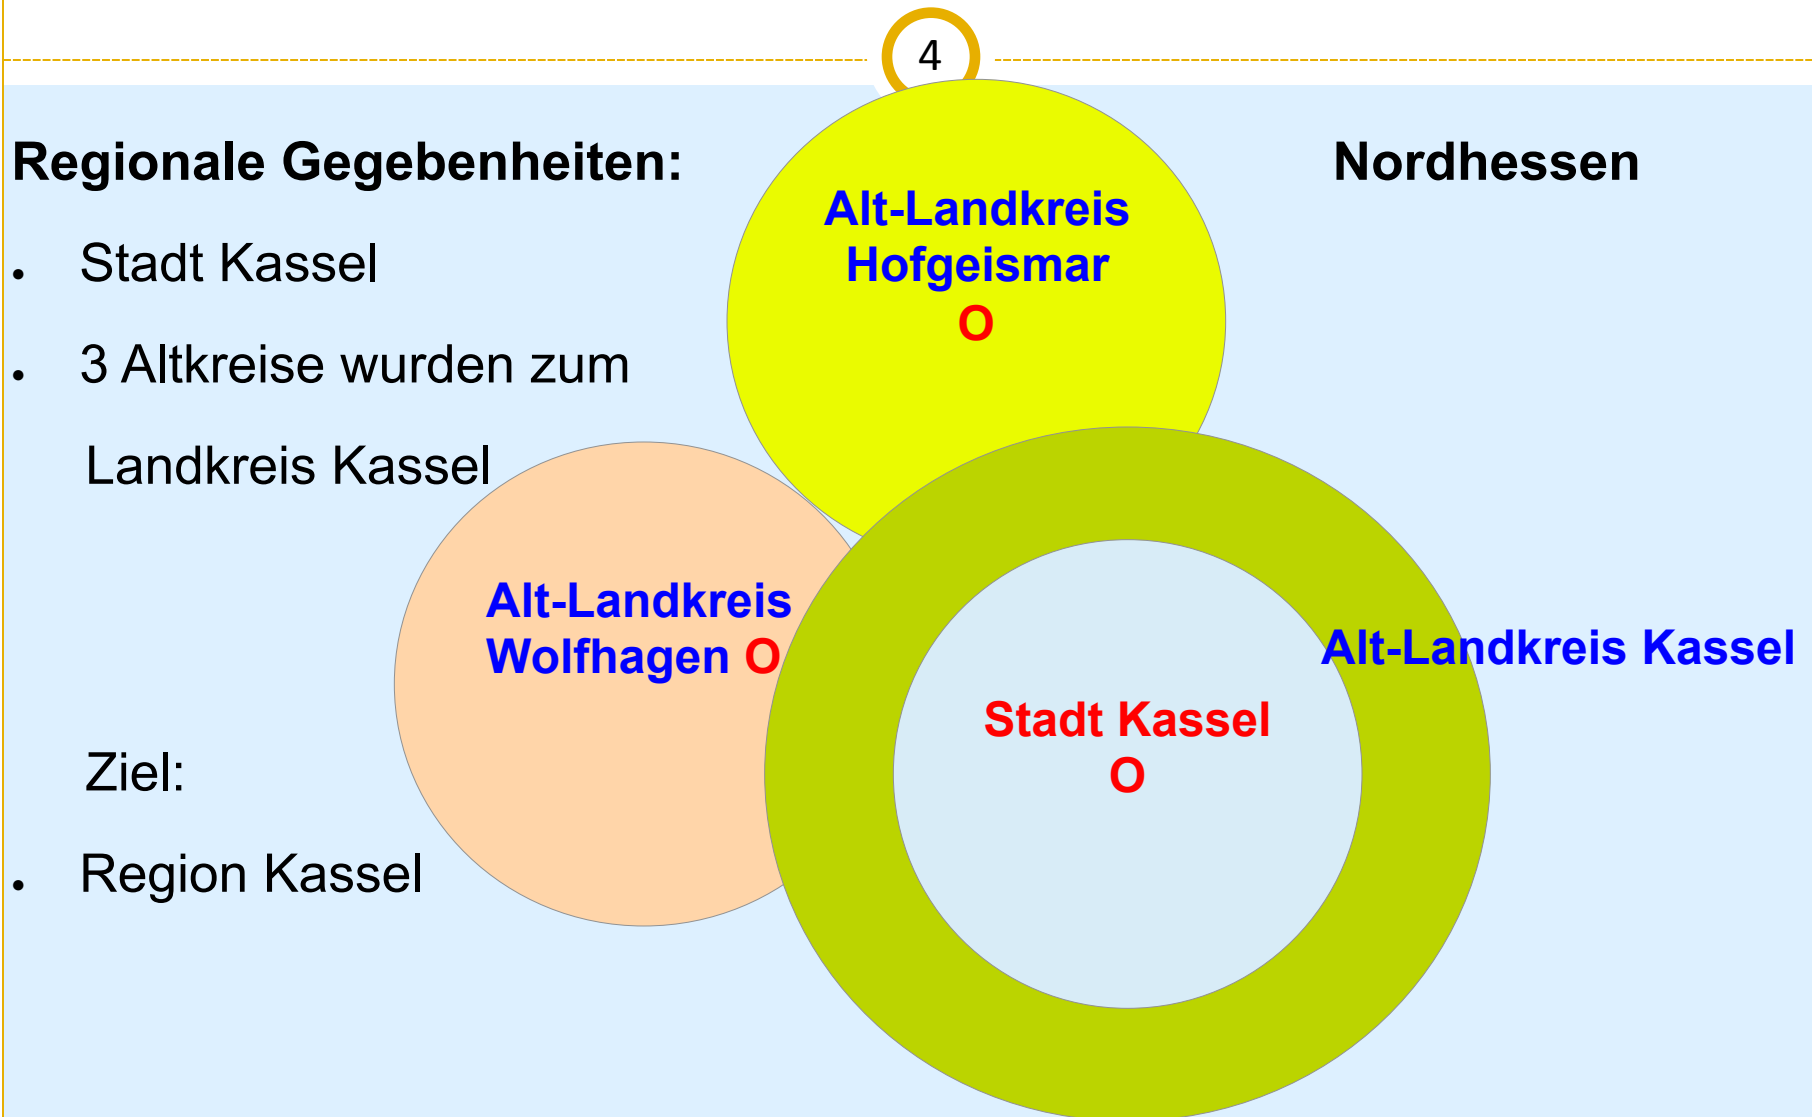 4
Regionale Gegebenheiten:
Nordhessen
● Stadt Kassel
● 3 Altkreise wurden zum
Landkreis Kassel
Ziel:
● Region Kassel
Alt-Landkreis
Hofgeismar
O
Alt-Landkreis
Wolfhagen O
Alt-Landkreis Kassel
Stadt Kassel
O